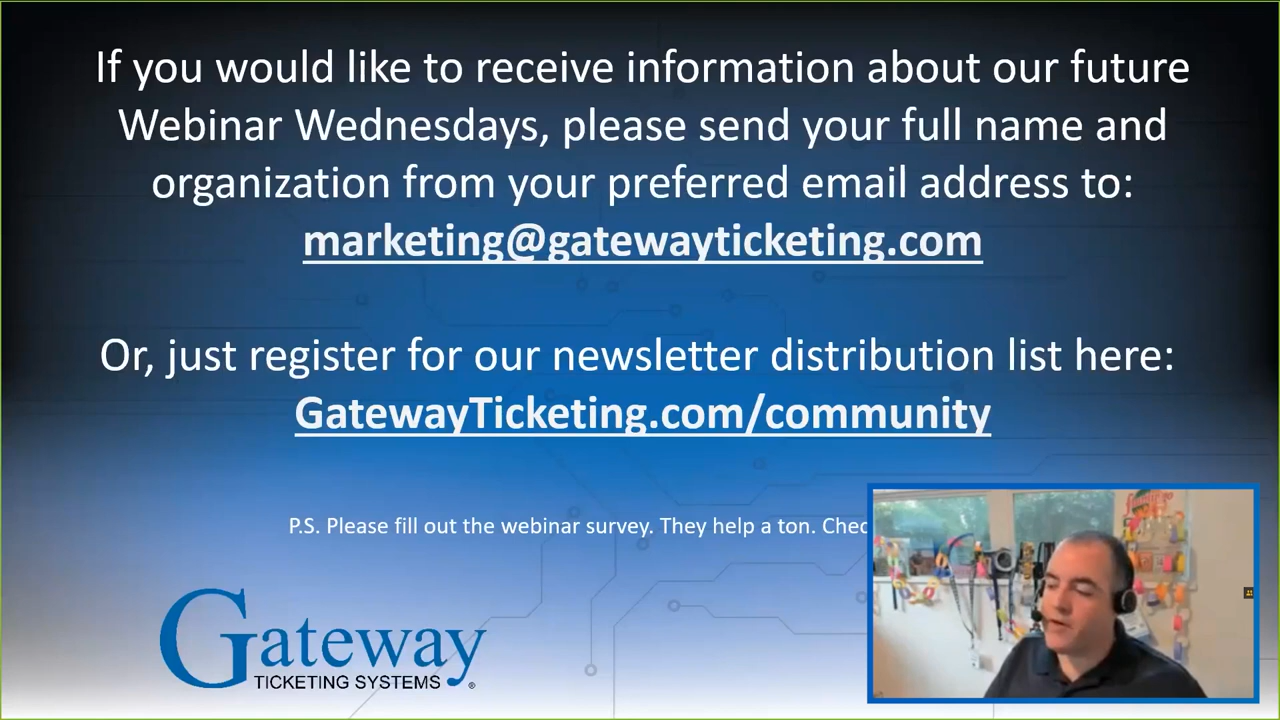 If you would like to receive information about our future
Webinar Wednesdays, please send your full name and
organization from your preferred email address to:
marketing@gatewayticketing.com
Or, just register for our newsletter distribution list here:
GatewayTicketing.com/community
P.S. Please fill out the webinar survey. They help a ton. Chec
Gateway
TICKETING SYSTEMS ®